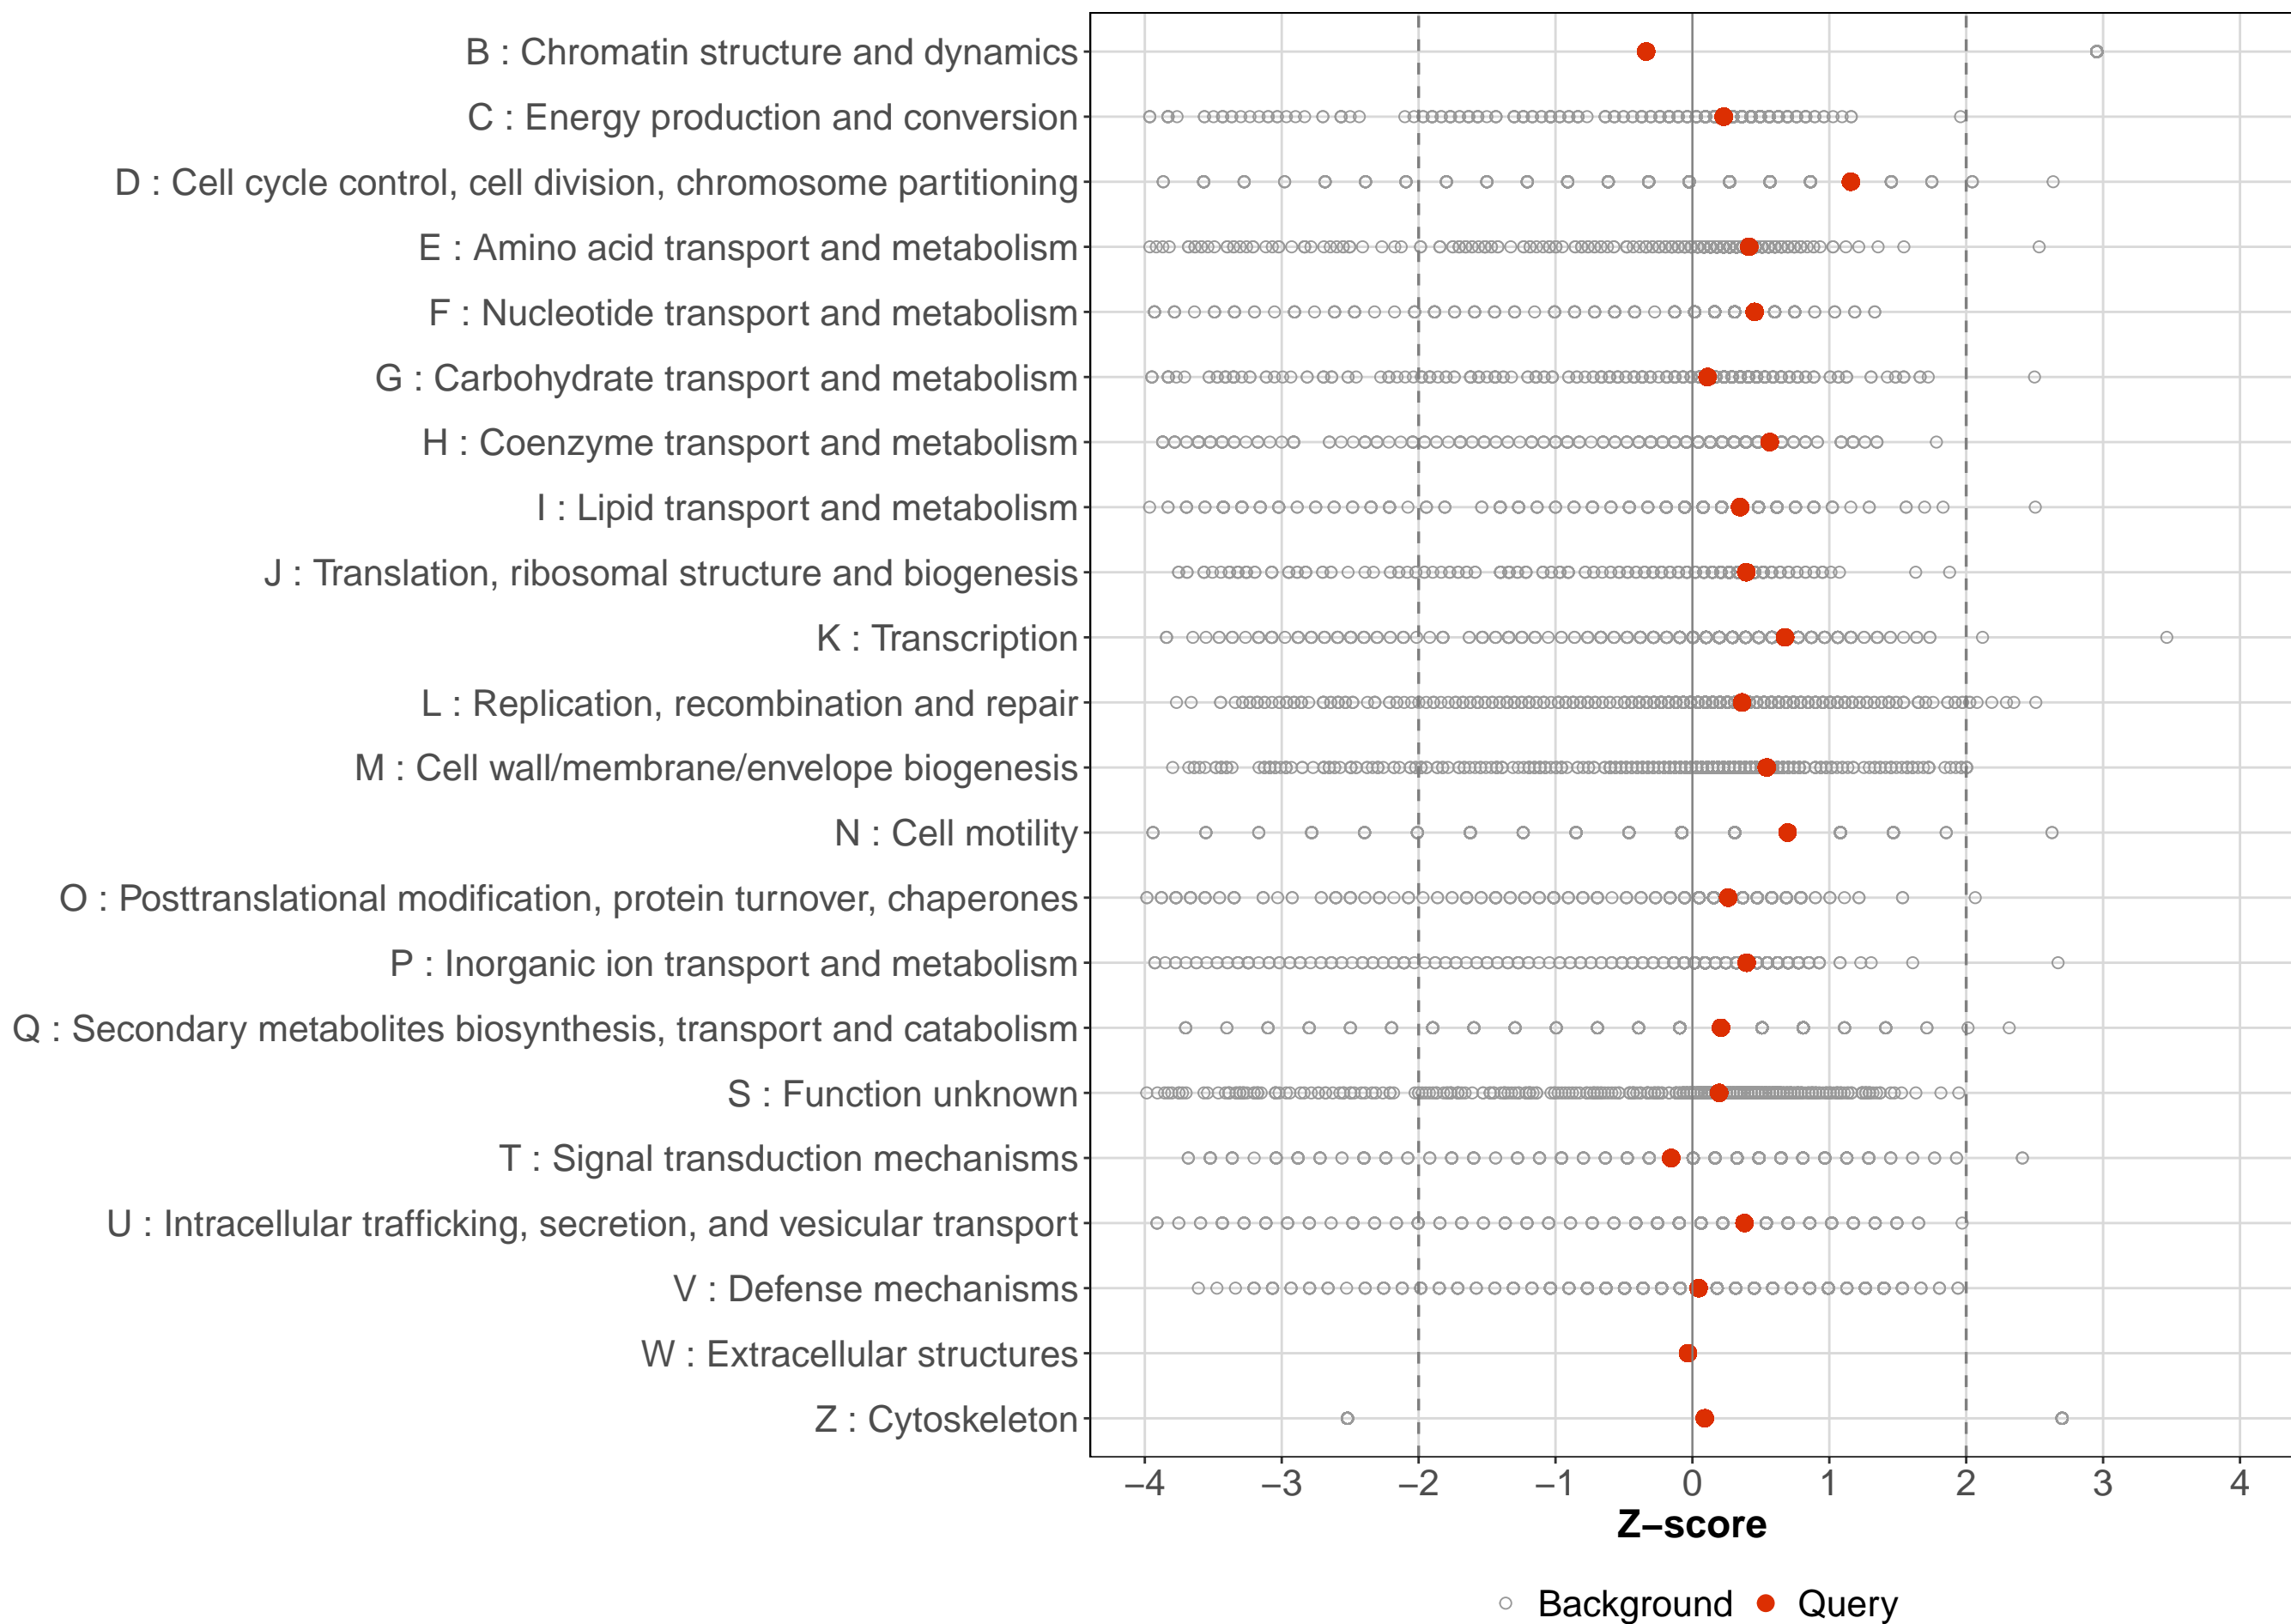 B : Chromatin structure and dynamics
C : Energy production and conversion
D : Cell cycle control, cell division, chromosome partitioning
E : Amino acid transport and metabolism
F : Nucleotide transport and metabolism
G : Carbohydrate transport and metabolism
H : Coenzyme transport and metabolism
I : Lipid transport and metabolism
J : Translation, ribosomal structure and biogenesis
K : Transcription
L : Replication, recombination and repair
M : Cell wall/membrane/envelope biogenesis
N : Cell motility
O : Posttranslational modification, protein turnover, chaperones
P : Inorganic ion transport and metabolism
Q : Secondary metabolites biosynthesis, transport and catabolism
S : Function unknown
T : Signal transduction mechanisms
U : Intracellular trafficking, secretion, and vesicular transport
V : Defense mechanisms
W : Extracellular structures
Z : Cytoskeleton
−4 −3 −2 −1 0 1 2 3 4
Z−score
Background Query